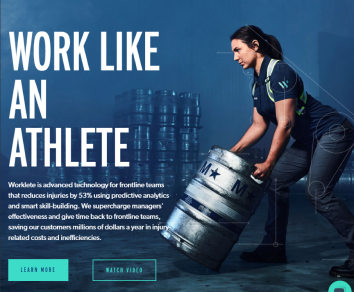 WORK LIKE
AN
ATHLETE
Worklete is advanced technology for frontline teams
that reduces injuries by 53% using predictive analytics
and smart skill-building. We supercharge managers'
effectiveness and give time back to frontline teams,
saving our customers millions of dollars a year in injury
related costs and inefficiencies.
LEARN MORE
WATCH VIDEO
M★M